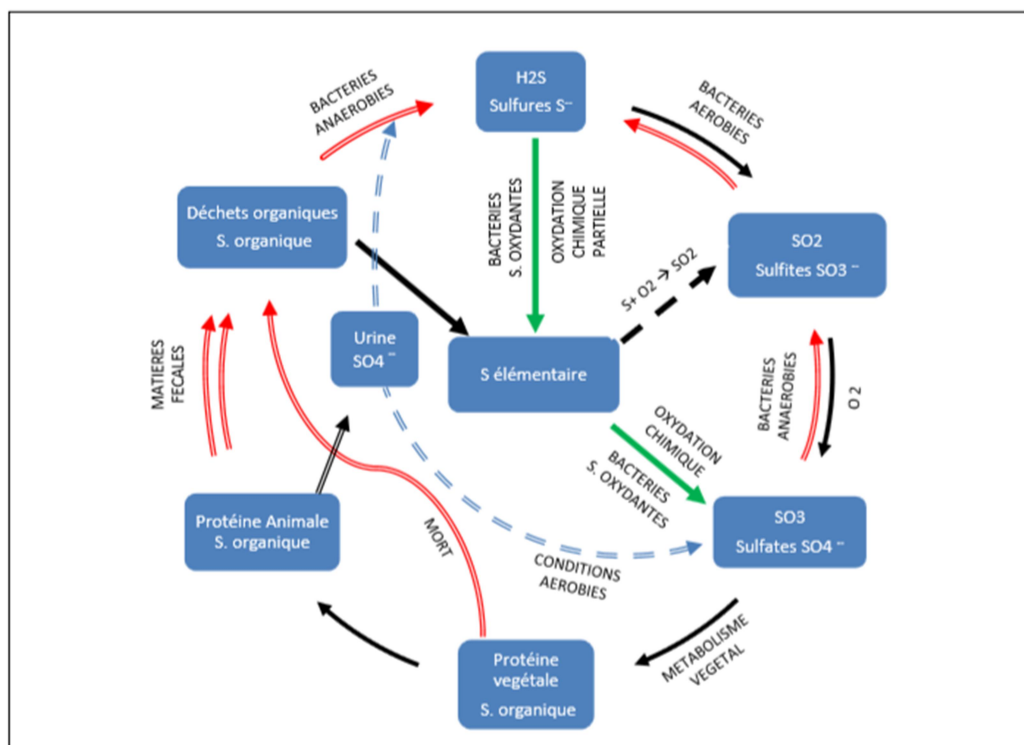 BACTERIES
ANAEROBIES
H2S
Sulfures S⁻⁻
BACTERIES
AEROBIES
Déchets organiques
S. organique
BACTERIES
S. OXYDANTES
OXYDATION
CHIMIQUE
PARTIELLE
SO2
Sulfites SO3 ⁻⁻
S+ O2 → SO2
Urine
SO4 ⁻⁻
S élémentaire
MATIERES
FECALES
BACTERIES
ANAEROBIES
O 2
OXYDATION
CHIMIQUE
BACTERIES
S. OXYDANTES
Protéine Animale
S. organique
SO3
Sulfates SO4 ⁻⁻
MORT
CONDITIONS
AEROBIES
METABOLISME
VEGETAL
Protéine
vegétale
S. organique